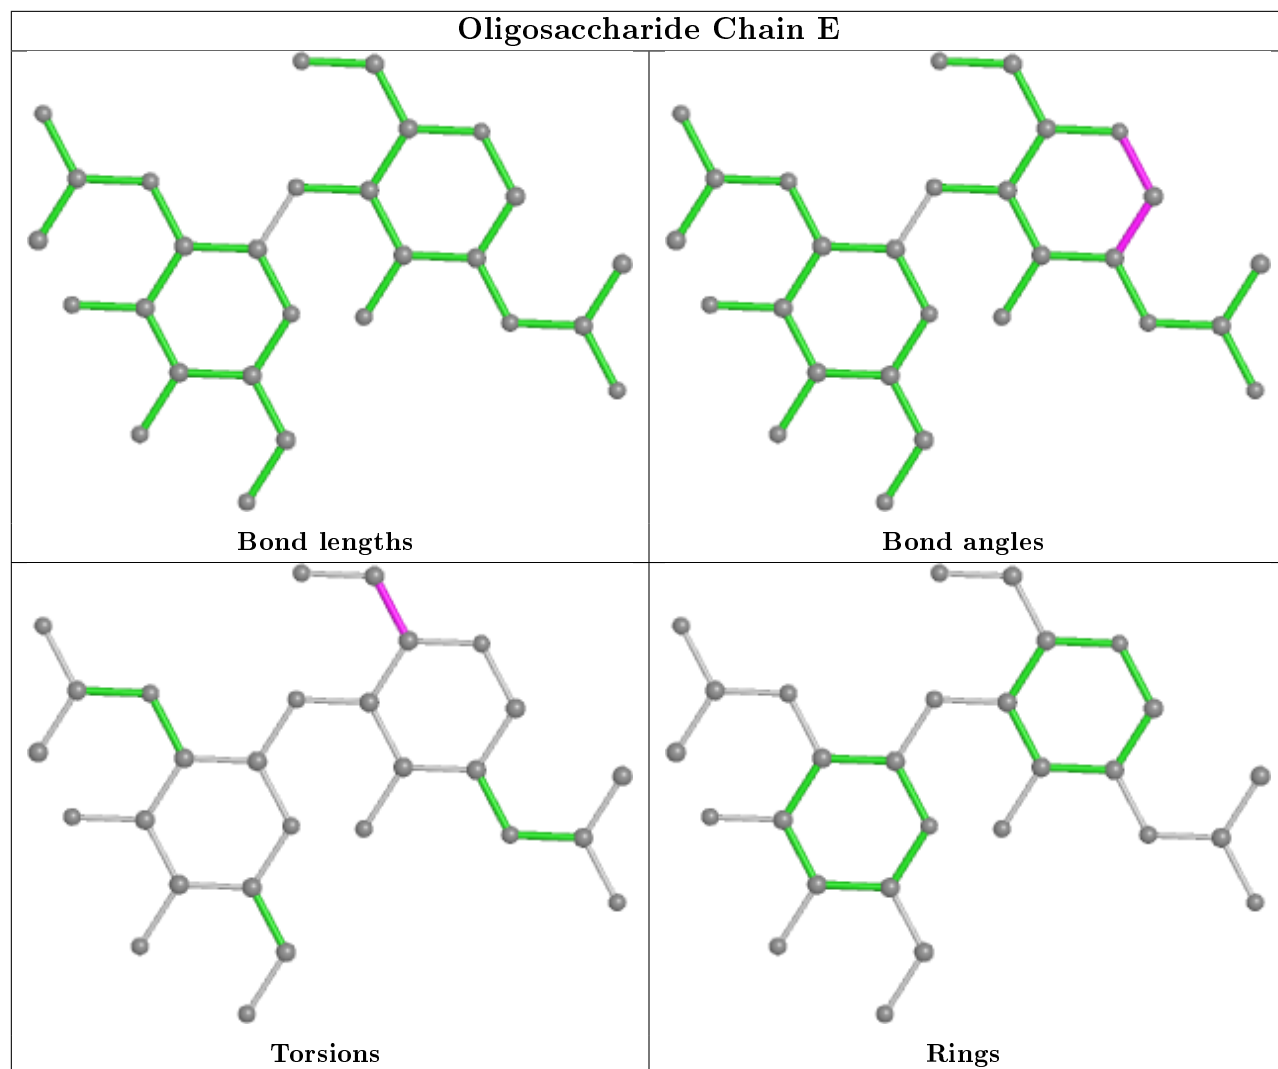 Oligosaccharide Chain E
Bond lengths
Bond angles
Torsions
Rings